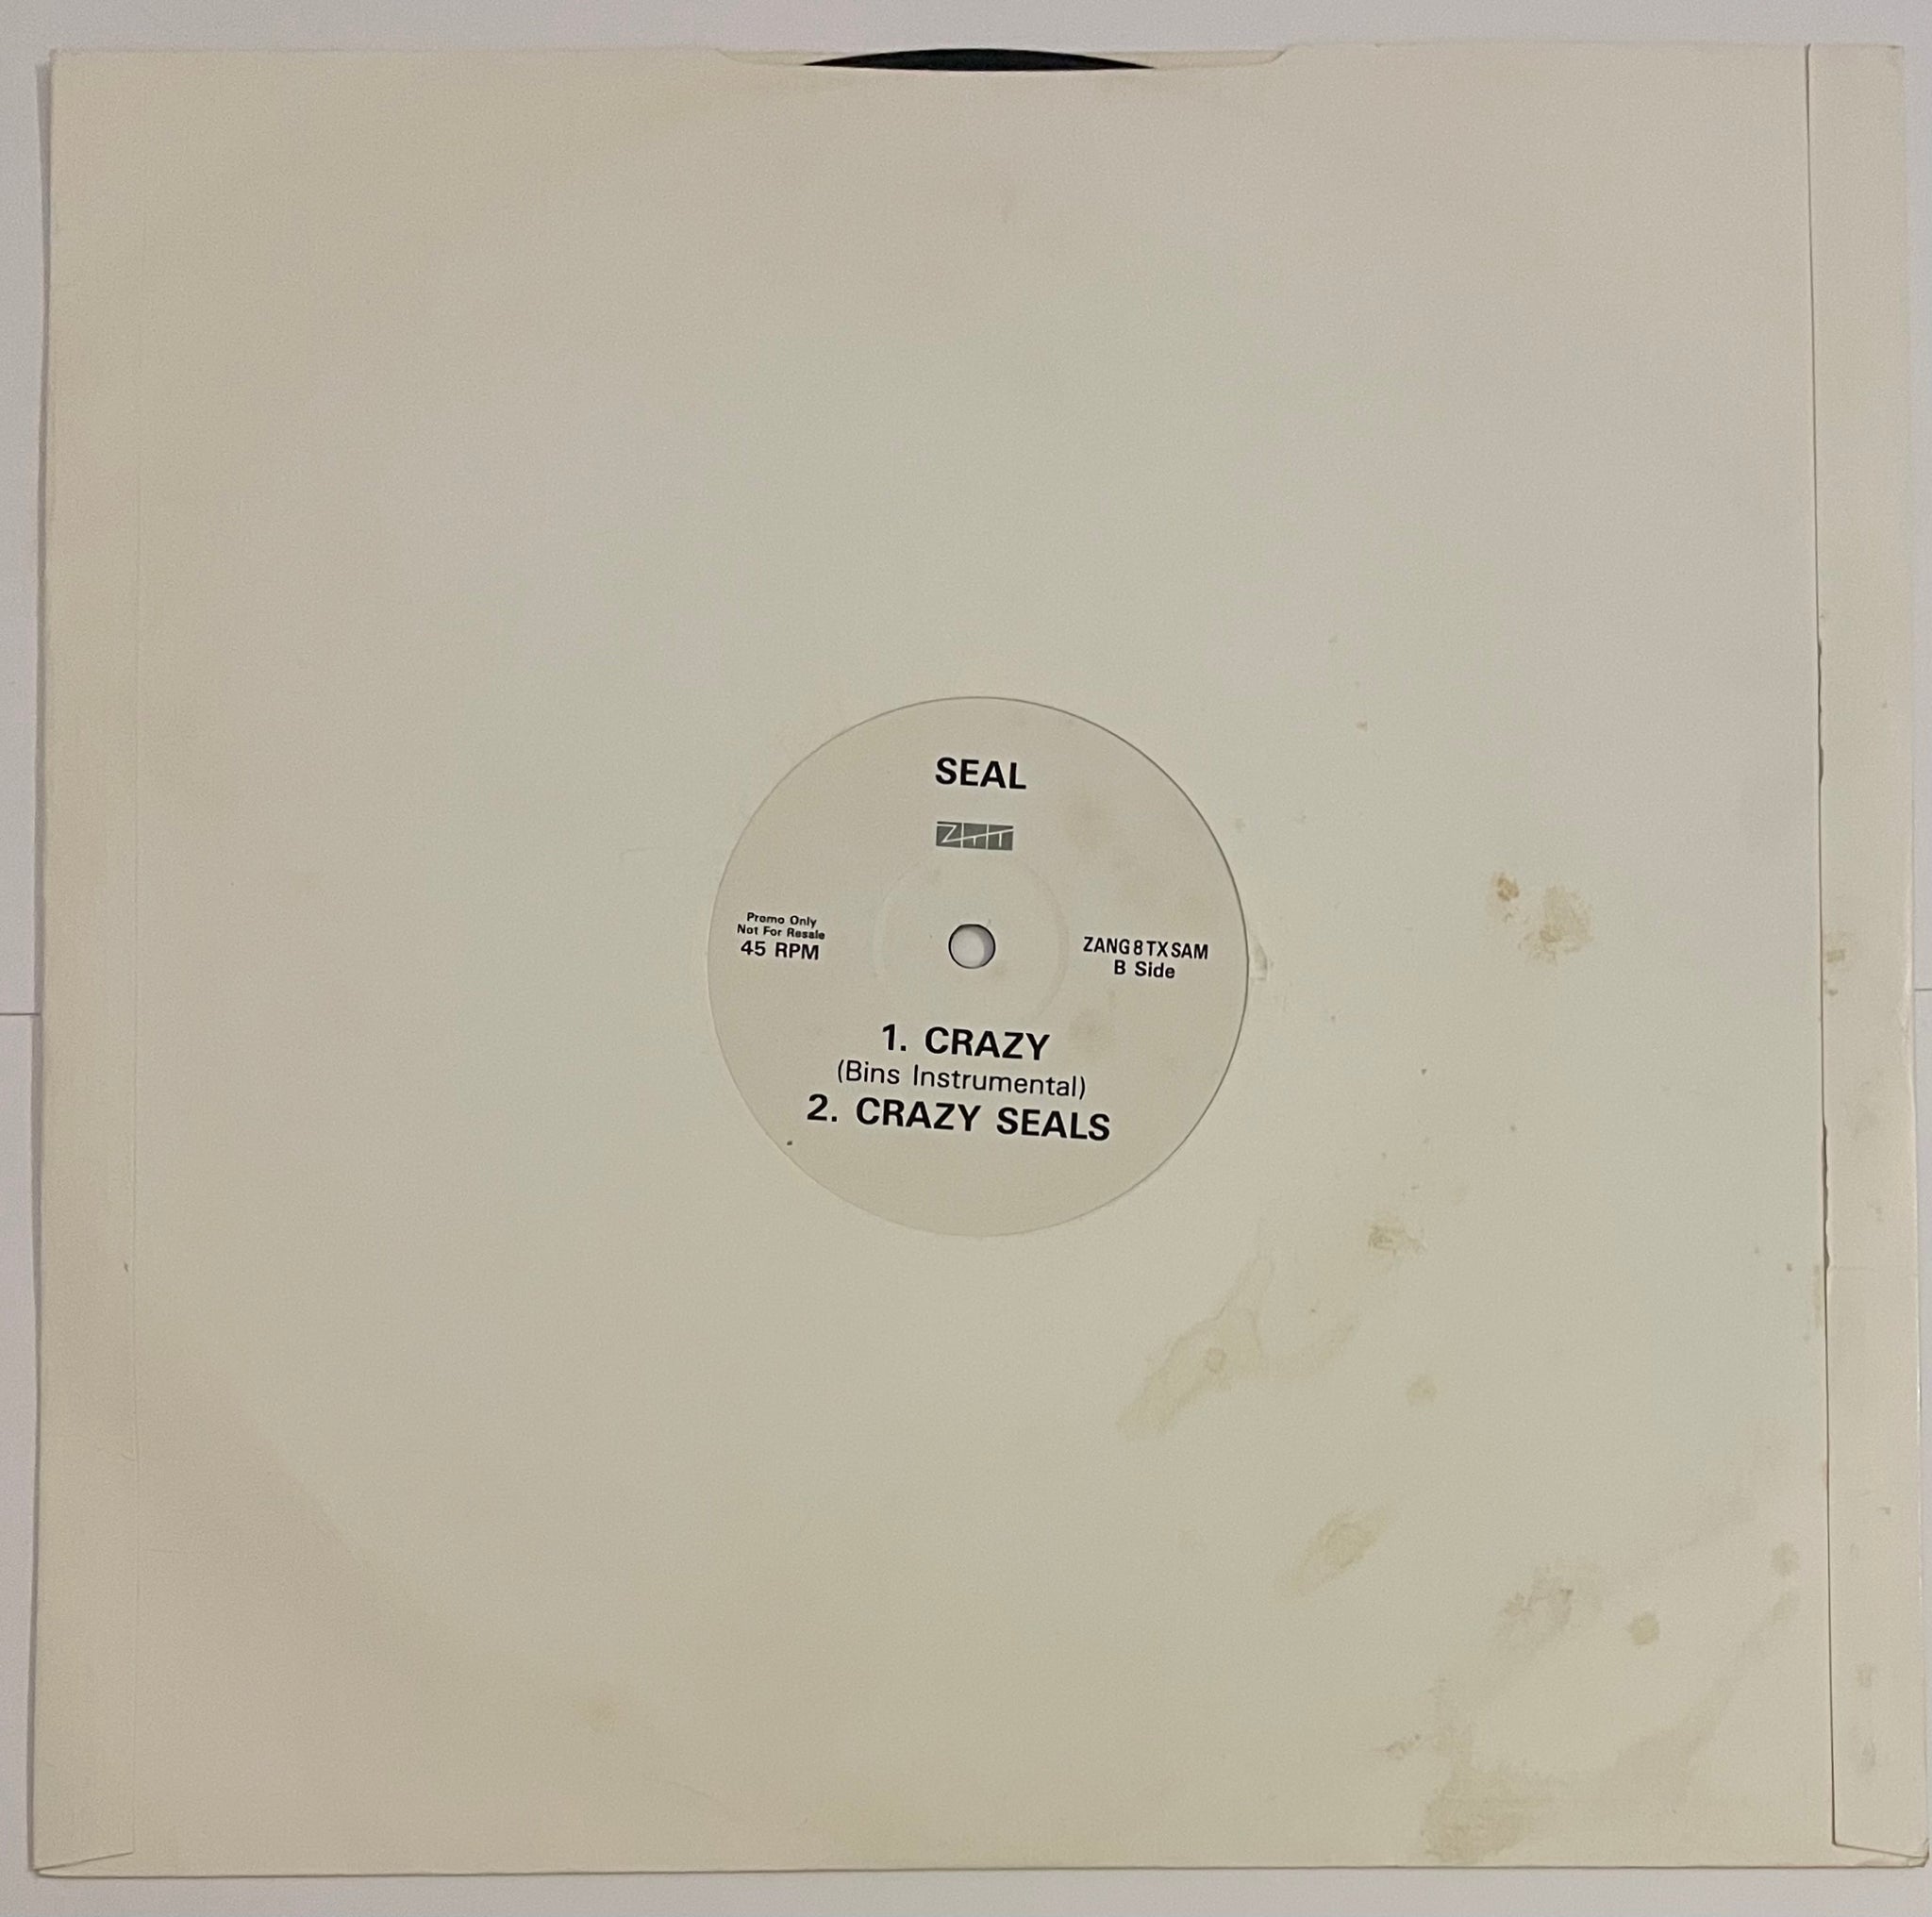 SEAL
ZTT
Promo Only
Not For Resale
45 RPM
ZANG 8 TX SAM
B Side
1. CRAZY
(Bins Instrumental)
2. CRAZY SEALS